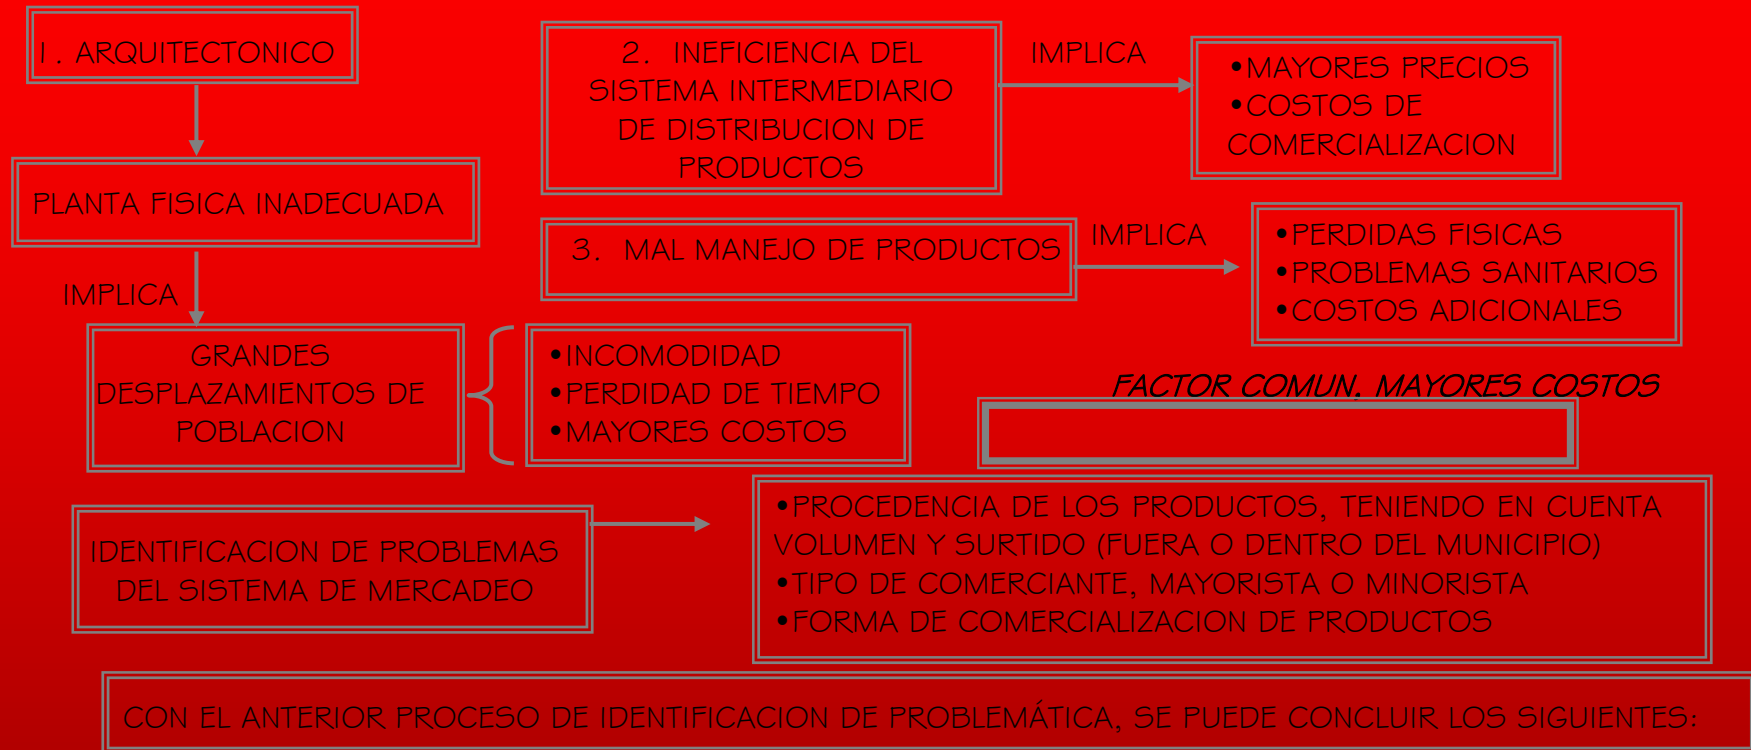 1. ARQUITECTONICO
PLANTA FISICA INADECUADA
IMPLICA
GRANDES
DESPLAZAMIENTOS DE
POBLACION
•INCOMODIDAD
•PERDIDAD DE TIEMPO
•MAYORES COSTOS
2. INEFICIENCIA DEL
SISTEMA INTERMEDIARIO
DE DISTRIBUCION DE
PRODUCTOS
IMPLICA
•MAYORES PRECIOS
•COSTOS DE
COMERCIALIZACION
3. MAL MANEJO DE PRODUCTOS
IMPLICA
•PERDIDAS FISICAS
•PROBLEMAS SANITARIOS
•COSTOS ADICIONALES
FACTOR COMUN, MAYORES COSTOS
IDENTIFICACION DE PROBLEMAS
DEL SISTEMA DE MERCADEO
•PROCEDENCIA DE LOS PRODUCTOS, TENIENDO EN CUENTA
VOLUMEN Y SURTIDO (FUERA O DENTRO DEL MUNICIPIO)
•TIPO DE COMERCIANTE, MAYORISTA O MINORISTA
•FORMA DE COMERCIALIZACION DE PRODUCTOS
CON EL ANTERIOR PROCESO DE IDENTIFICACION DE PROBLEMÁTICA, SE PUEDE CONCLUIR LOS SIGUIENTES: